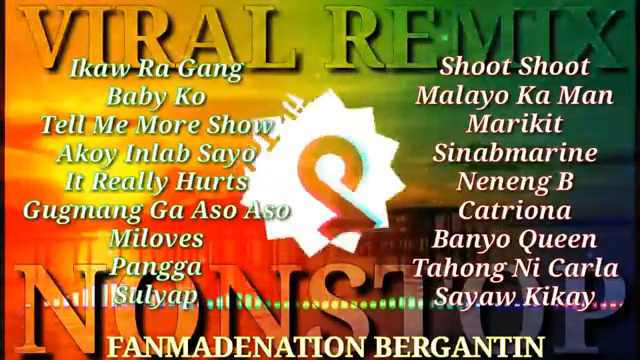 VIRAL REMIX
Ikaw Ra Gang
Baby Ko
Tell Me More Show
Akoy Inlab Sayo
It Really Hurts
Gugmang Ga Aso Aso
Miloves
Pangga
Sulyap
Shoot Shoot
Malayo Ka Man
Marikit
Sinabmarine
Neneng B
Catriona
Banyo Queen
Tahong Ni Carla
Sayaw Kikay
NONSTOP
FANMADENATION BERGANTIN